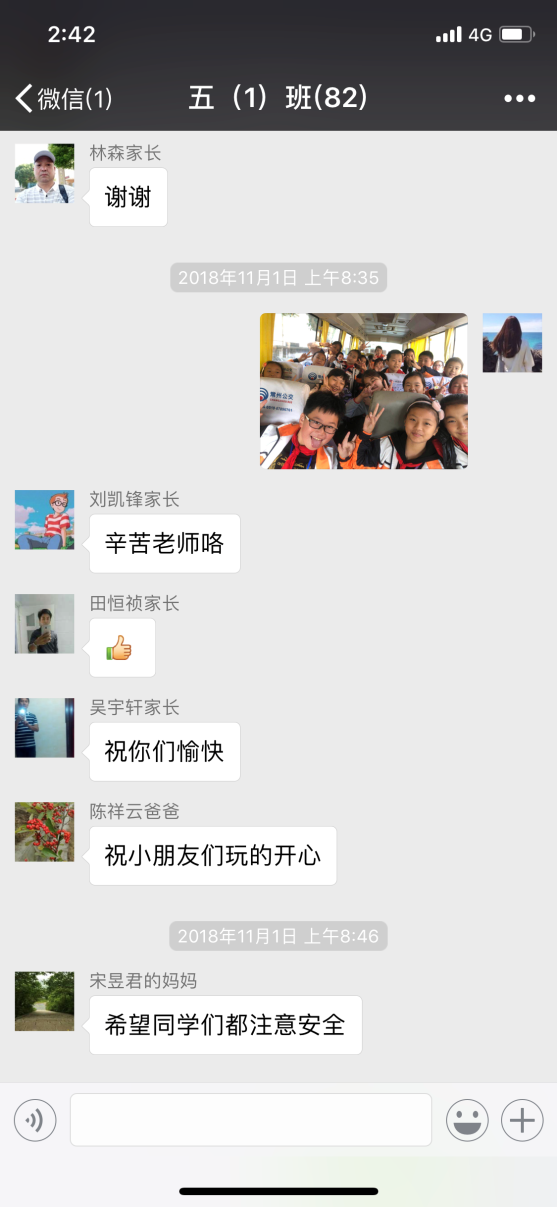 2:42
4G
微信(1)
五（1）班(82)
林森家长
谢谢
2018年11月1日 上午8:35
常州公交
刘凯锋家长
辛苦老师咯
田恒祯家长
吴宇轩家长
祝你们愉快
陈祥云爸爸
祝小朋友们玩的开心
2018年11月1日 上午8:46
宋昱君的妈妈
希望同学们都注意安全